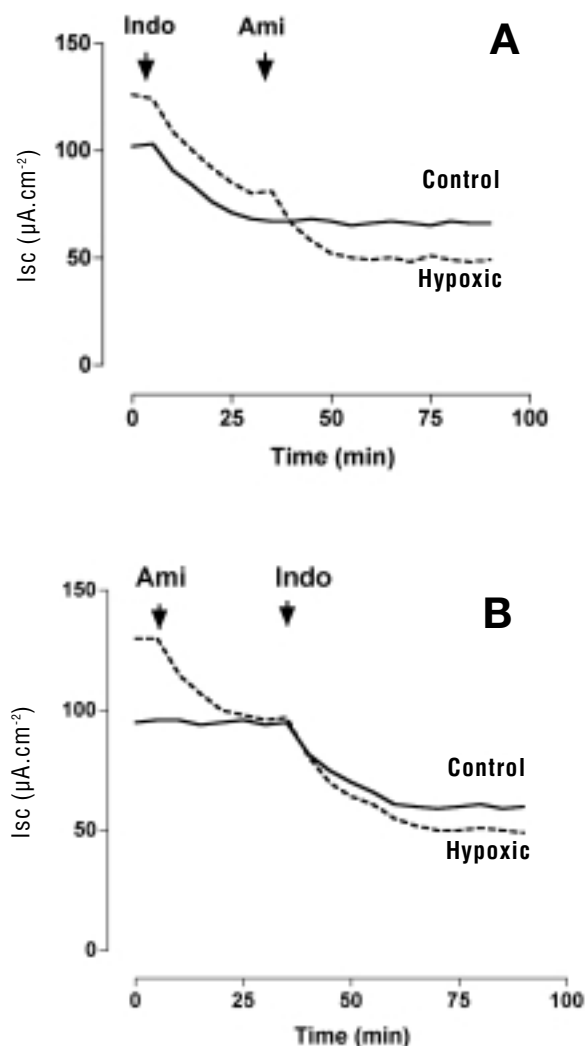 Indo Ami A
150
100
50
0
Isc (µA.cm⁻²)
Control
Hypoxic
0 25 50 75 100
Time (min)
Ami Indo
B
150
100
50
0
Isc (µA.cm⁻²)
Control
Hypoxic
0 25 50 75 100
Time (min)